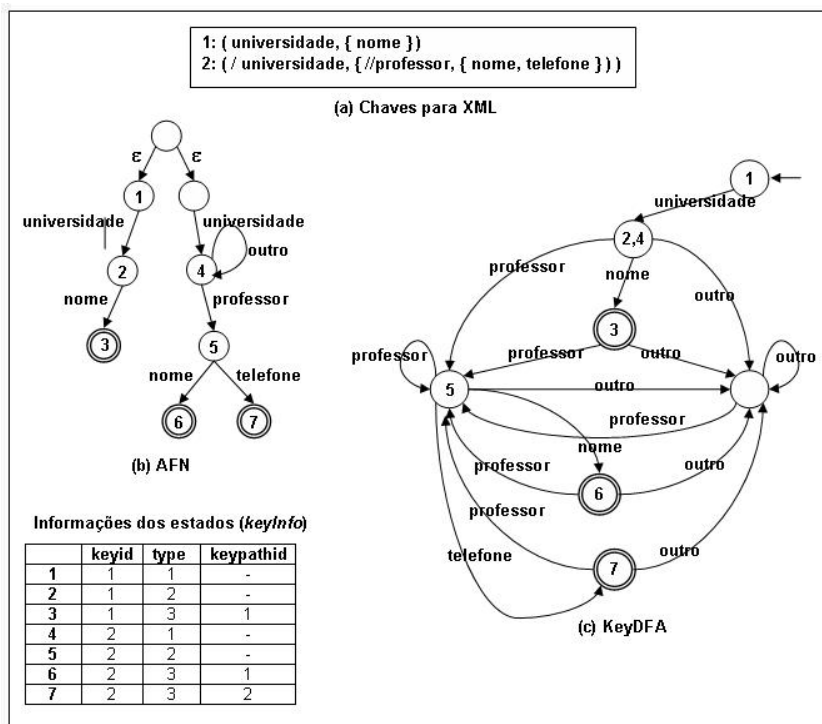 1: ( universidade, { nome })
2: ( / universidade, { //professor, { nome, telefone } ) )
(a) Chaves para XML
ε
ε
1
universidade
universidade
outro
2
4
nome
professor
3
5
nome
telefone
6
7
(b) AFN
1
universidade
2,4
professor
nome
outro
3
professor
professor
outro
outro
5
outro
professor
nome
professor
outro
6
professor
telefone
outro
7
(c) KeyDFA
Informações dos estados (keyInfo)
keyid type keypathid
1 1 1 -
2 1 2 -
3 1 3 1
4 2 1 -
5 2 2 -
6 2 3 1
7 2 3 2